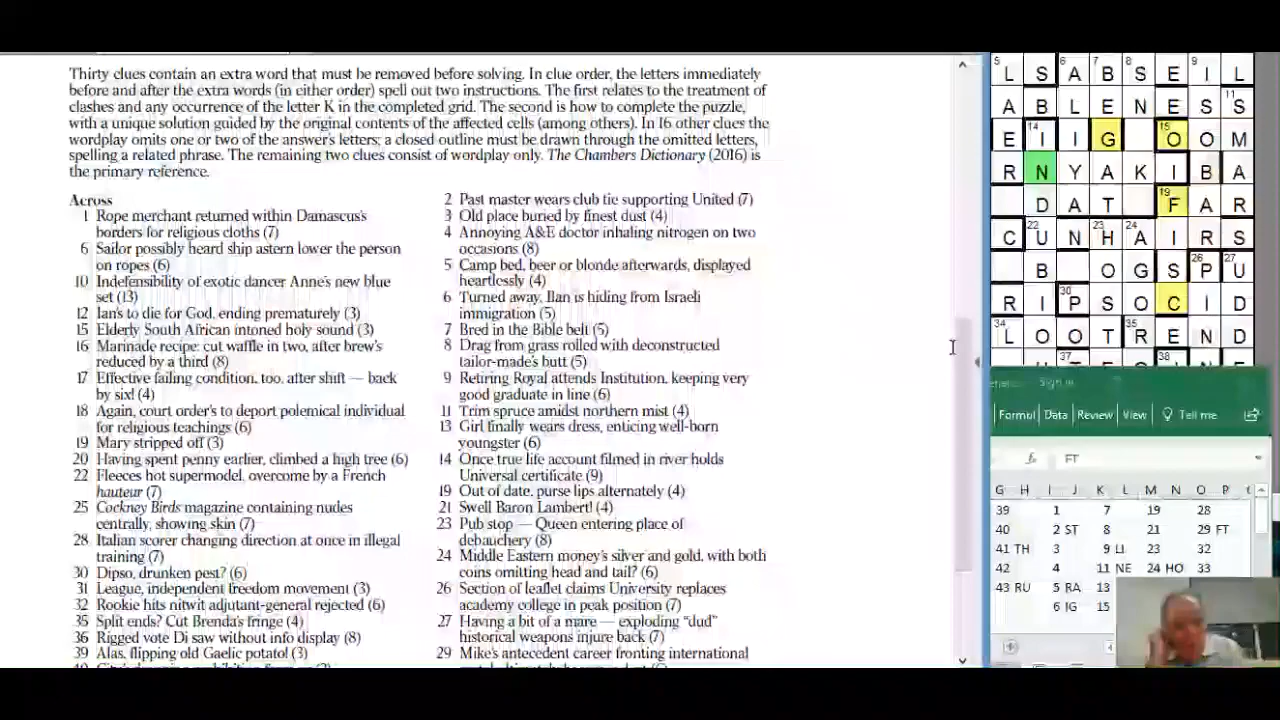 Thirty clues contain an extra word that must be removed before solving. In clue order, the letters immediately
before and after the extra words (in either order) spell out two instructions. The first relates to the treatment of
clashes and any occurrence of the letter K in the completed grid. The second is how to complete the puzzle,
with a unique solution guided by the original contents of the affected cells (among others). In 16 other clues the
wordplay omits one or two of the answer's letters; a closed outline must be drawn through the omitted letters,
spelling a related phrase. The remaining two clues consist of wordplay only. The Chambers Dictionary (2016) is
the primary reference.
Across
1 Rope merchant returned within Damascus's
borders for religious cloths (7)
6 Sailor possibly heard ship astern lower the person
on ropes (6)
10 Indefensibility of exotic dancer Anne's new blue
set (13)
12 Ian's to die for God, ending prematurely (3)
15 Elderly South African intoned holy sound (3)
16 Marinade recipe: cut waffle in two, after brew's
reduced by a third (8)
17 Effective failing condition, too, after shift — back
by six! (4)
18 Again, court order's to deport polemical individual
for religious teachings (6)
19 Mary stripped off (3)
20 Having spent penny earlier, climbed a high tree (6)
22 Fleeces hot supermodel, overcome by a French
hauteur (7)
25 Cockney Birds magazine containing nudes
centrally, showing skin (7)
28 Italian scorer changing direction at once in illegal
training (7)
30 Dipso, drunken pest? (6)
31 League, independent freedom movement (3)
32 Rookie hits nitwit adjutant-general rejected (6)
35 Split ends? Cut Brenda's fringe (4)
36 Rigged vote Di saw without info display (8)
39 Alas, flipping old Gaelic potato! (3)
2 Past master wears club tie supporting United (7)
3 Old place buried by finest dust (4)
4 Annoying A&E doctor inhaling nitrogen on two
occasions (8)
5 Camp bed, beer or blonde afterwards, displayed
heartlessly (4)
6 Turned away, Ilan is hiding from Israeli
immigration (5)
7 Bred in the Bible belt (5)
8 Drag from grass rolled with deconstructed
tailor-made's butt (5)
9 Retiring Royal attends Institution, keeping very
good graduate in line (6)
11 Trim spruce amidst northern mist (4)
13 Girl finally wears dress, enticing well-born
youngster (6)
14 Once true life account filmed in river holds
Universal certificate (9)
19 Out of date, purse lips alternately (4)
21 Swell Baron Lambert! (4)
23 Pub stop — Queen entering place of
debauchery (8)
24 Middle Eastern money's silver and gold, with both
coins omitting head and tail? (6)
26 Section of leaflet claims University replaces
academy college in peak position (7)
27 Having a bit of a mare — exploding "dud"
historical weapons injure back (7)
29 Mike's antecedent career fronting international
5 L S 6 A 7 B 8 S E 9 I L
A B L E N E S 11 S
E 14 I I G 15 O O M
R N Y A K I B A
D A T 19 F A R
C 22 U N 23 H 24 A I R S
B O G S 26 P 27 U
R I 30 P S O C I D
34 L O O T 35 R E N D
37 38
Sign in
Formul Data Review View Tell me
fx FT
G H I J K L M N O P
39 1 7 19 28
40 2 ST 8 21 29 FT
41 TH 3 9 LI 23 32
42 4 11 NE 24 HO 33
43 RU 5 RA 13
6 IG 15